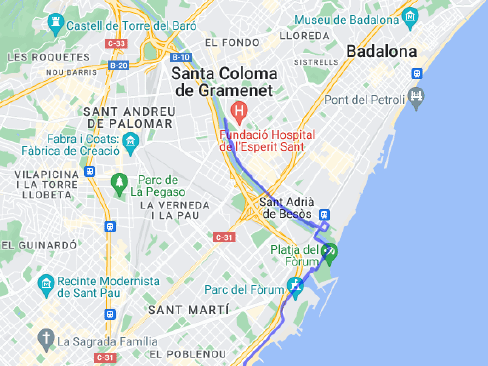 Castell de Torre del Baró
Museu de Badalona
LLOREDA
EL FONDO
C-33
B-10
Badalona
LES ROQUETES
NOU BARRIS
B-20
SISTRELLS
Santa Coloma
de Gramenet
Pont del Petroli
SANT ANDREU
DE PALOMAR
H
Fundació Hospital
de l'Esperit Sant
Fabra i Coats:
Fàbrica de Creació
VILAPICINA
I LA TORRE
LLOBETA
Parc de
La Pegaso
LA VERNEDA
I LA PAU
Sant Adrià
de Besòs
C-31
EL GUINARDÓ
Platja del
Fòrum
Recinte Modernista
de Sant Pau
Parc del Fòrum
SANT MARTÍ
La Sagrada Família
C-31
EL POBLENOU